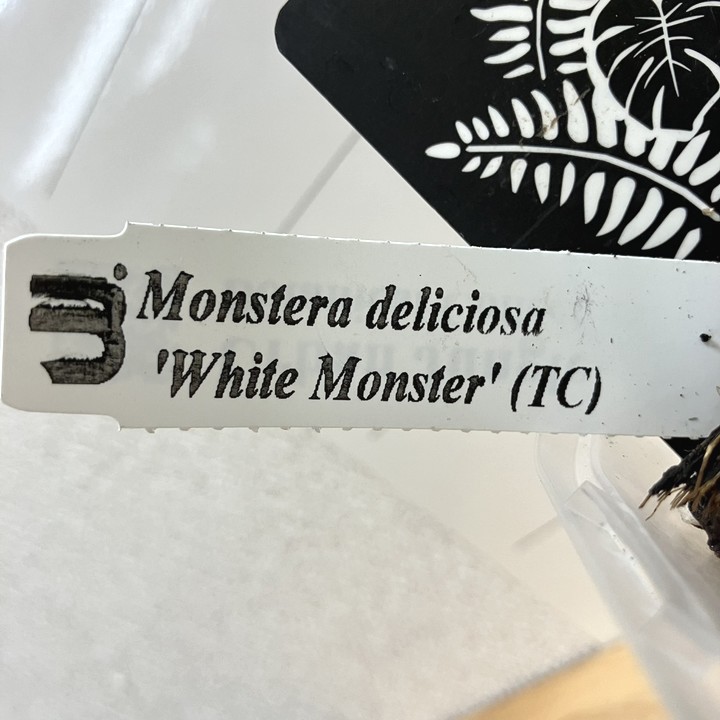 Monstera deliciosa
'White Monster' (TC)